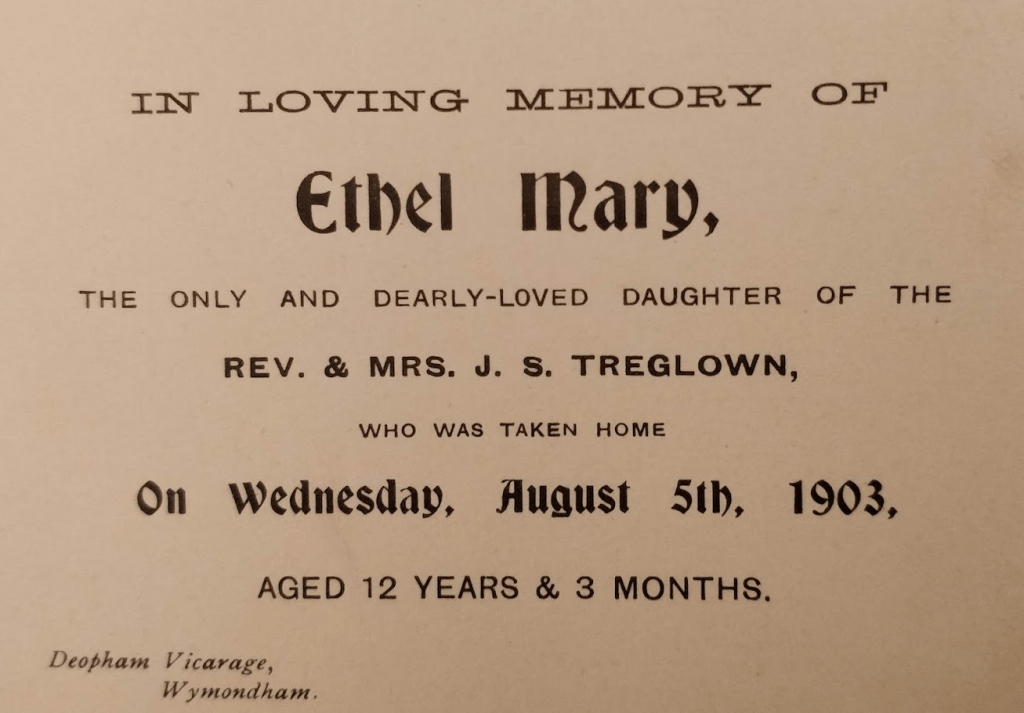 IN LOVING MEMORY OF
Ethel Mary,
THE ONLY AND DEARLY-LOVED DAUGHTER OF THE
REV. & MRS. J. S. TREGLOWN,
WHO WAS TAKEN HOME
On Wednesday, August 5th, 1903,
AGED 12 YEARS & 3 MONTHS.
Deopham Vicarage,
Wymondham.